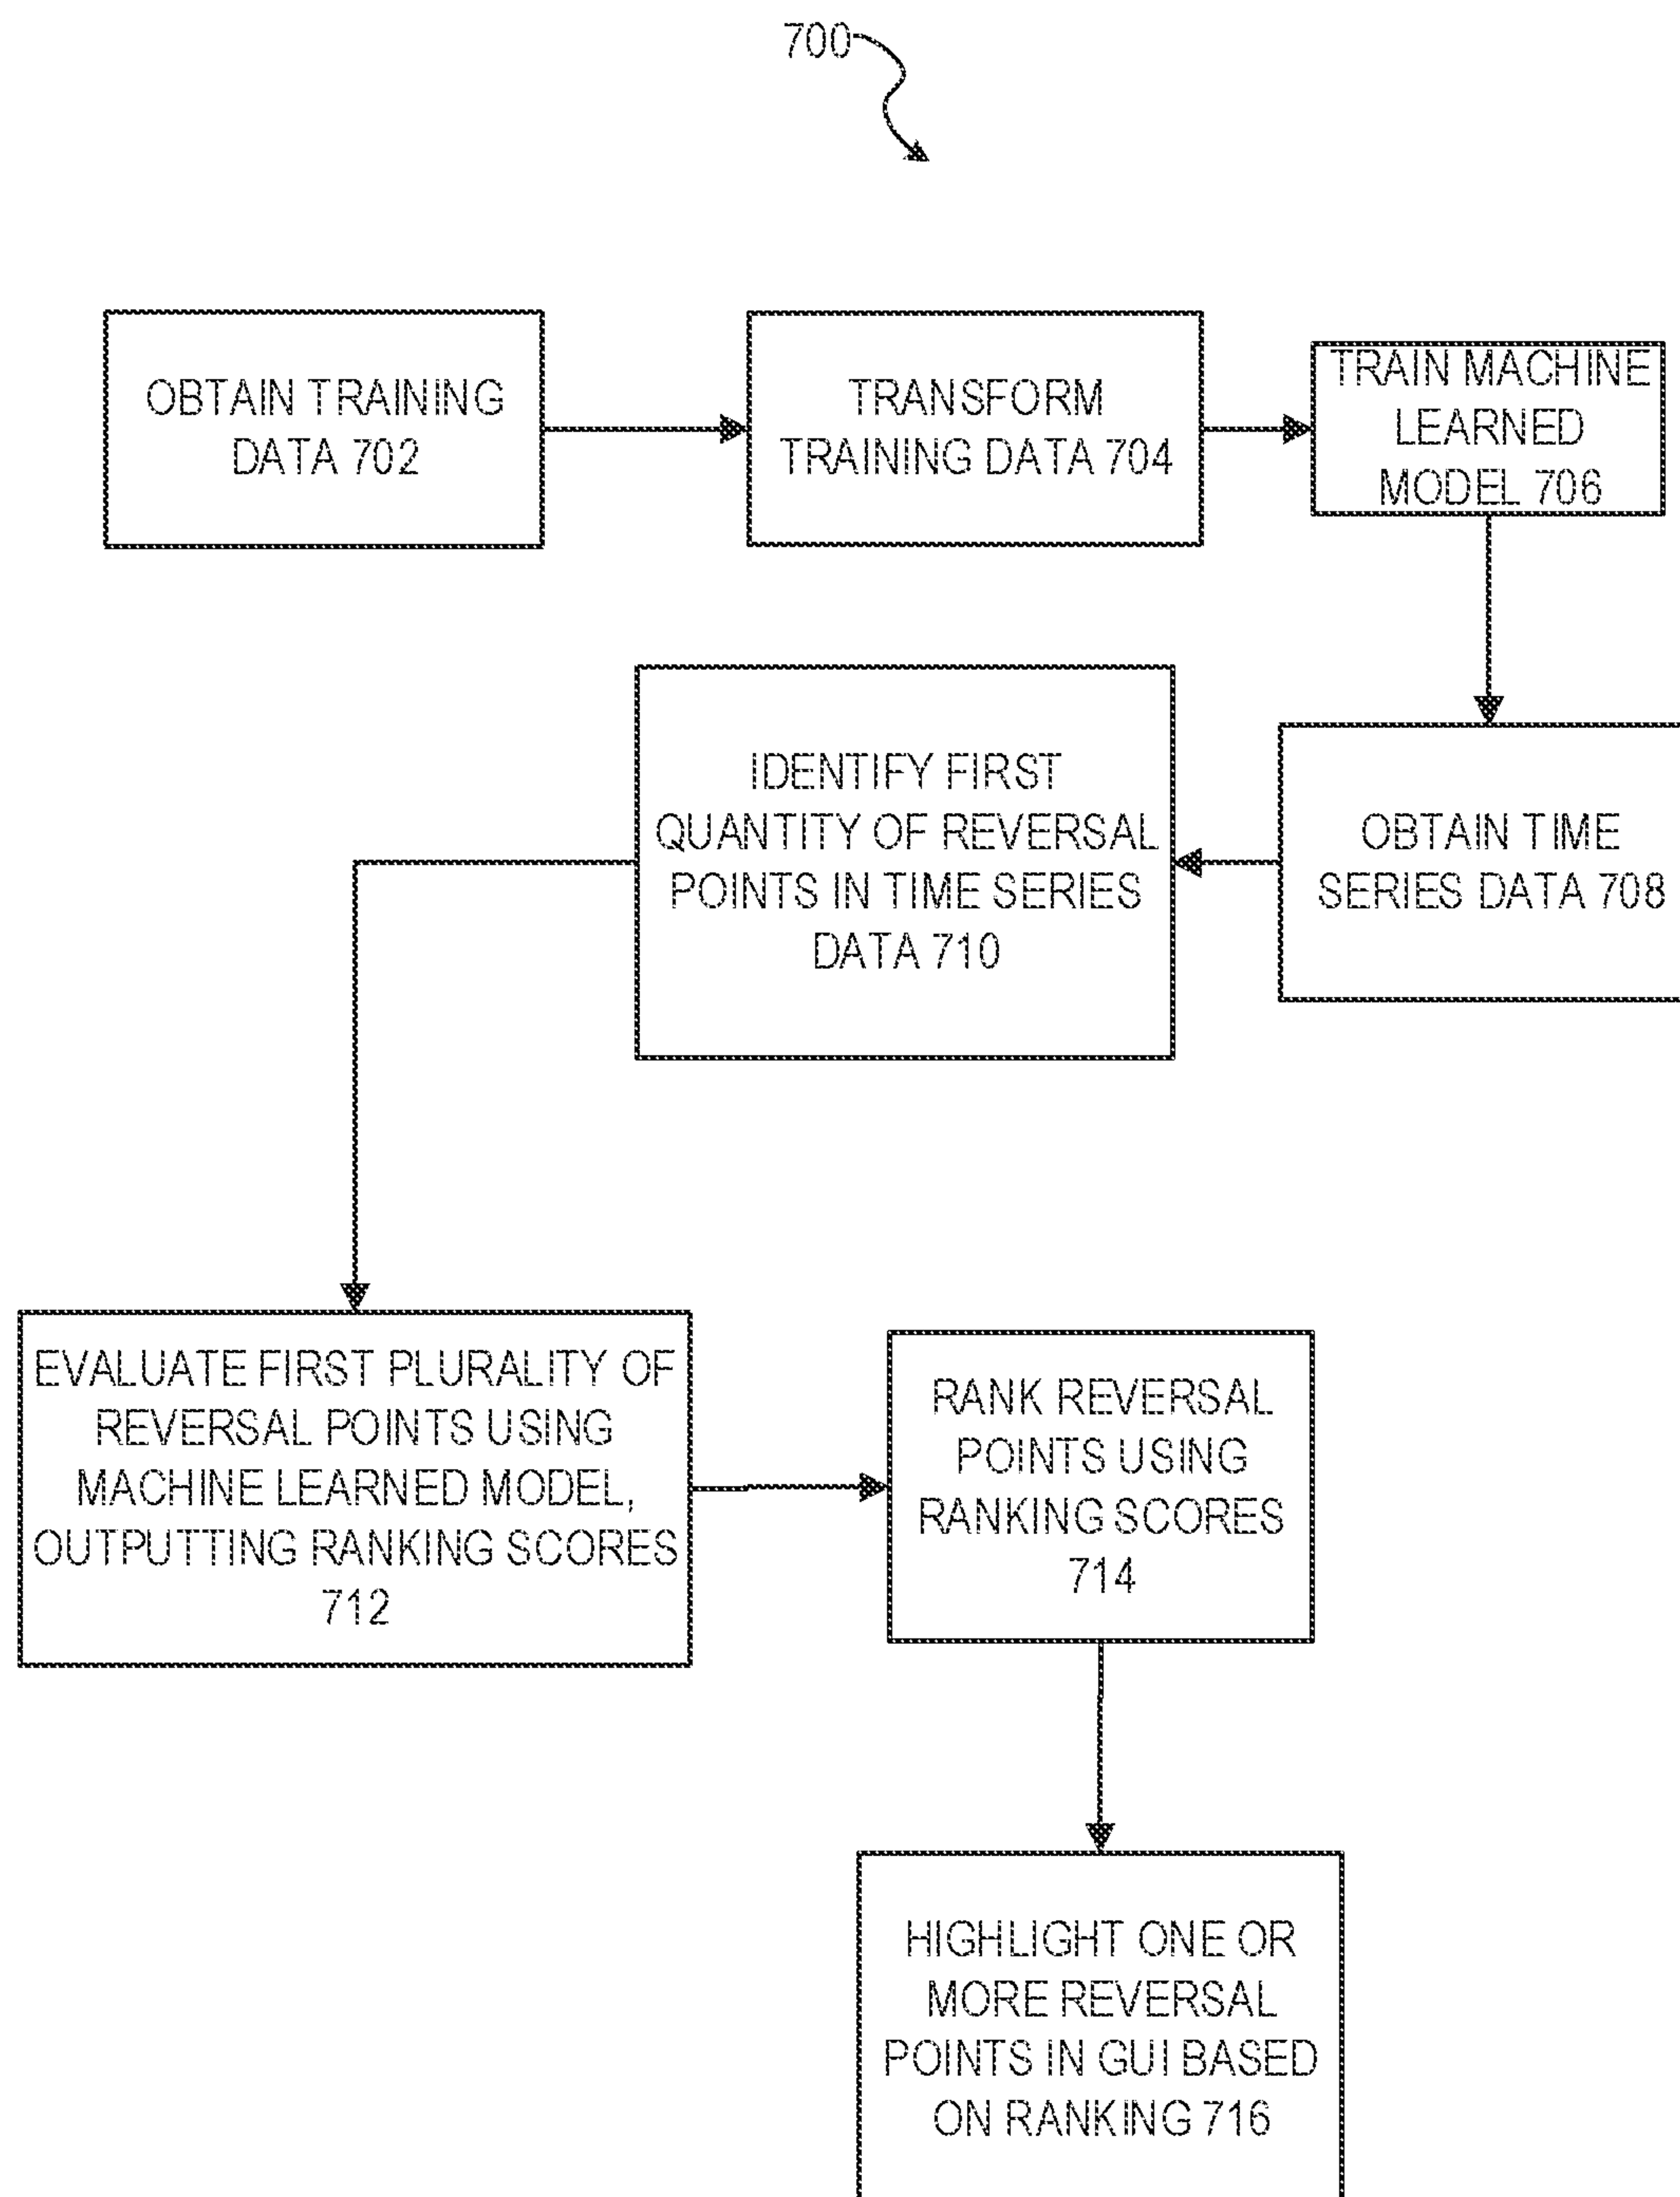 700
OBTAIN TRAINING
DATA 702
TRANSFORM
TRAINING DATA 704
TRAIN MACHINE
LEARNED
MODEL 706
IDENTIFY FIRST
QUANTITY OF REVERSAL
POINTS IN TIME SERIES
DATA 710
OBTAIN TIME
SERIES DATA 708
EVALUATE FIRST PLURALITY OF
REVERSAL POINTS USING
MACHINE LEARNED MODEL,
OUTPUTTING RANKING SCORES
712
RANK REVERSAL
POINTS USING
RANKING SCORES
714
HIGHLIGHT ONE OR
MORE REVERSAL
POINTS IN GUI BASED
ON RANKING 716